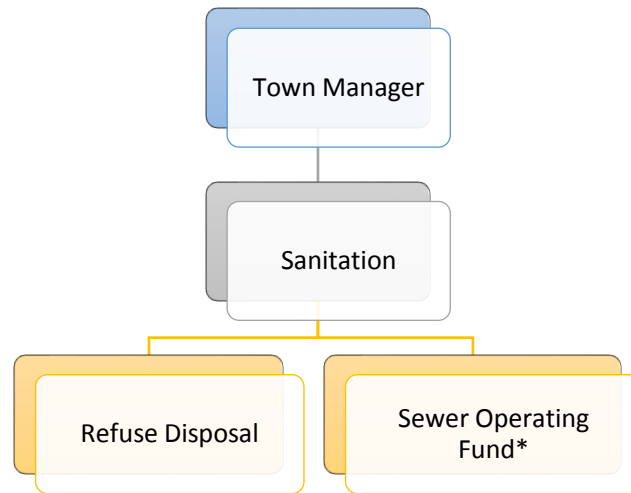 Town Manager
Sanitation
Refuse Disposal
Sewer Operating
Fund*